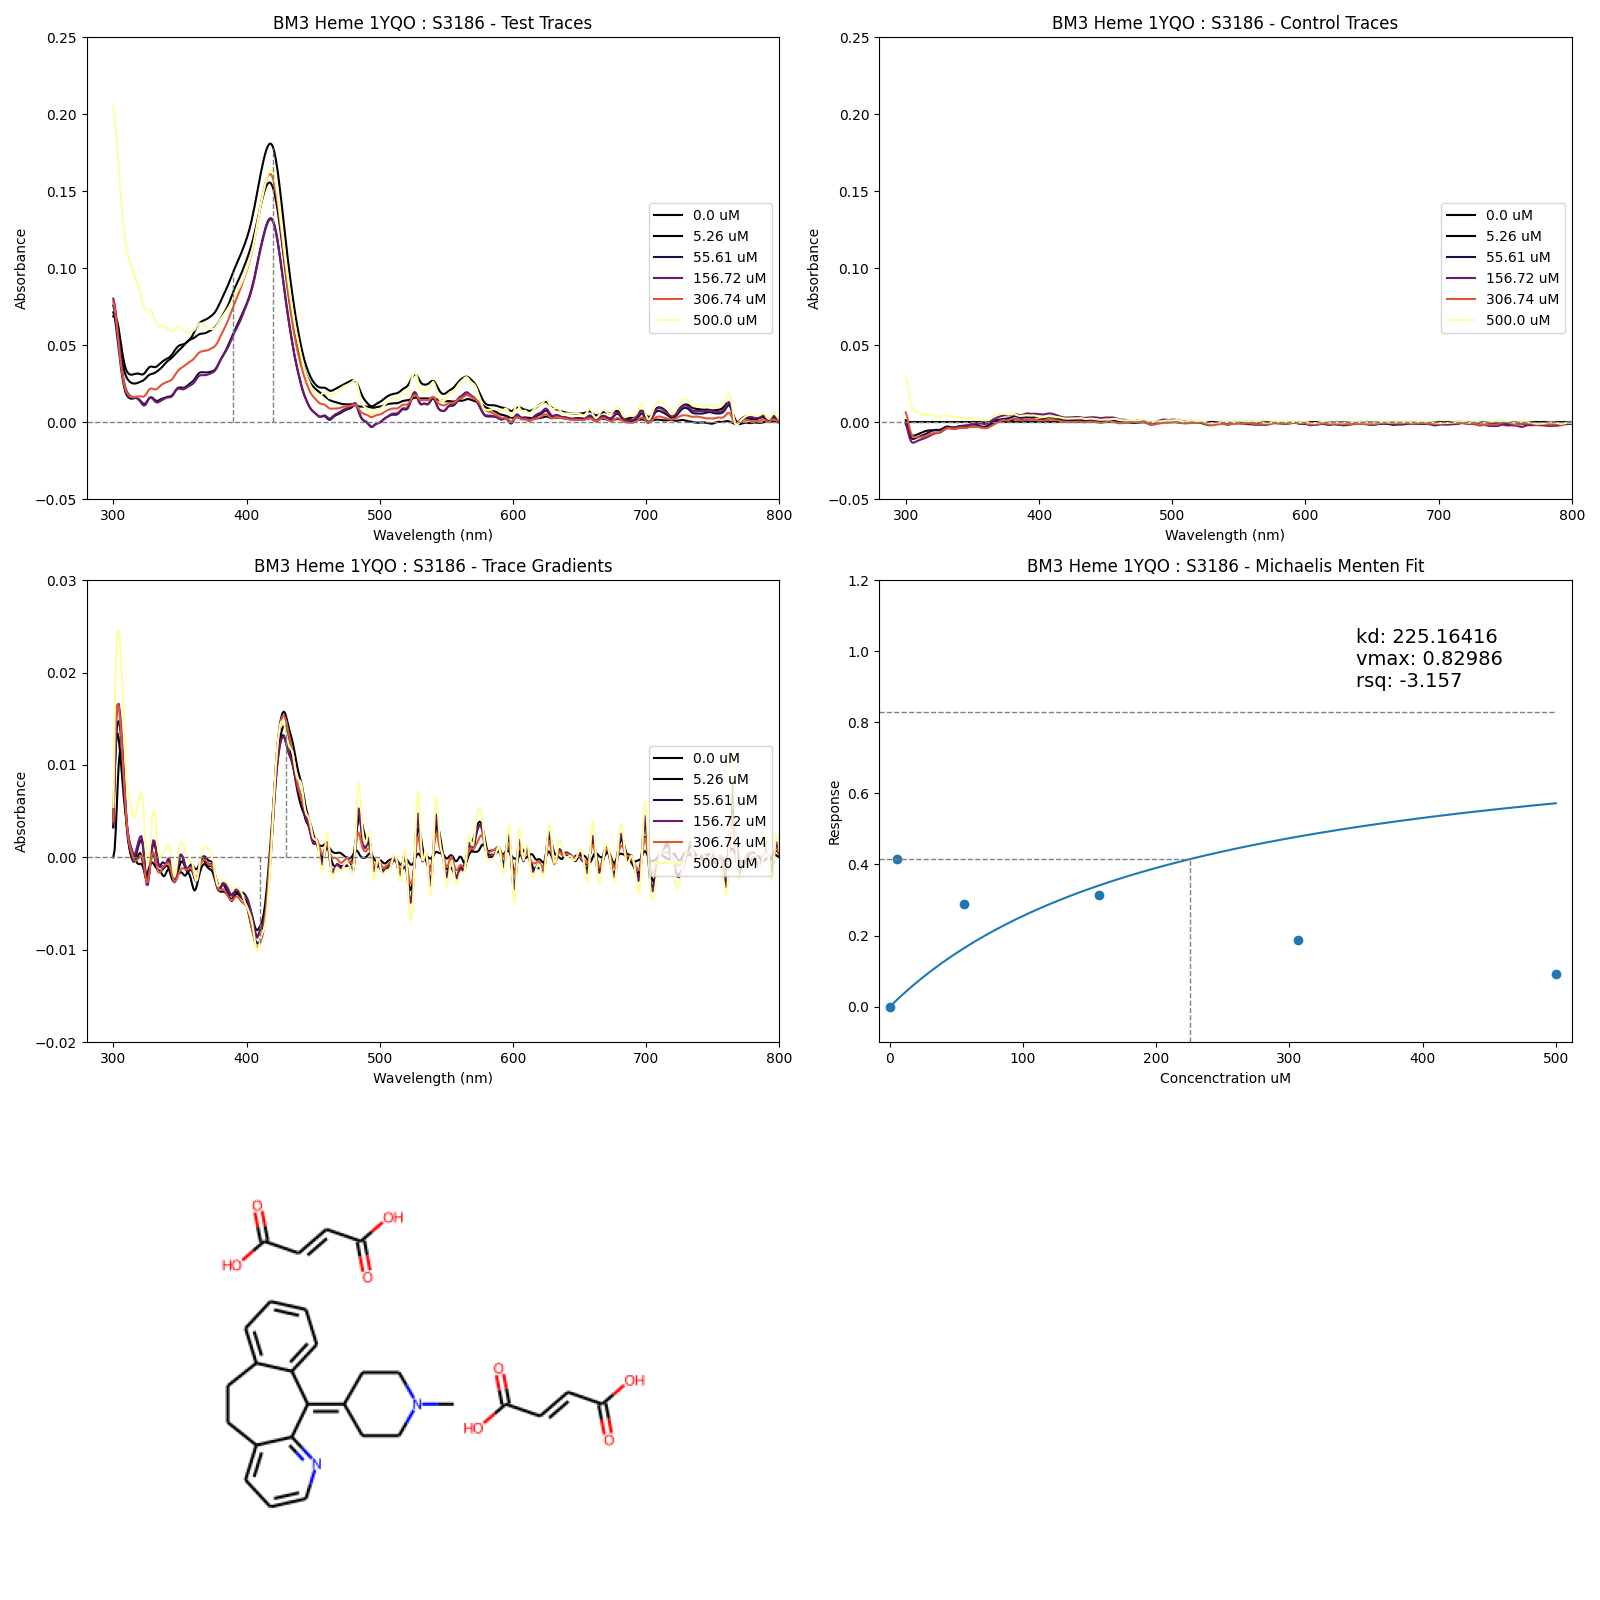 BM3 Heme 1YQO : S3186 - Test Traces
0.25
0.20
0.15
0.10
0.05
0.00
−0.05
Absorbance
300 400 500 600 700 800
Wavelength (nm)
0.0 uM
5.26 uM
55.61 uM
156.72 uM
306.74 uM
500.0 uM
BM3 Heme 1YQO : S3186 - Control Traces
0.25
0.20
0.15
0.10
0.05
0.00
−0.05
Absorbance
300 400 500 600 700 800
Wavelength (nm)
0.0 uM
5.26 uM
55.61 uM
156.72 uM
306.74 uM
500.0 uM
BM3 Heme 1YQO : S3186 - Trace Gradients
0.03
0.02
0.01
0.00
−0.01
−0.02
Absorbance
300 400 500 600 700 800
Wavelength (nm)
0.0 uM
5.26 uM
55.61 uM
156.72 uM
306.74 uM
500.0 uM
BM3 Heme 1YQO : S3186 - Michaelis Menten Fit
1.2
1.0
0.8
0.6
0.4
0.2
0.0
Response
0 100 200 300 400 500
Concenctration uM
kd: 225.16416
vmax: 0.82986
rsq: -3.157
O
OH
HO
O
N
N
O
OH
HO
O